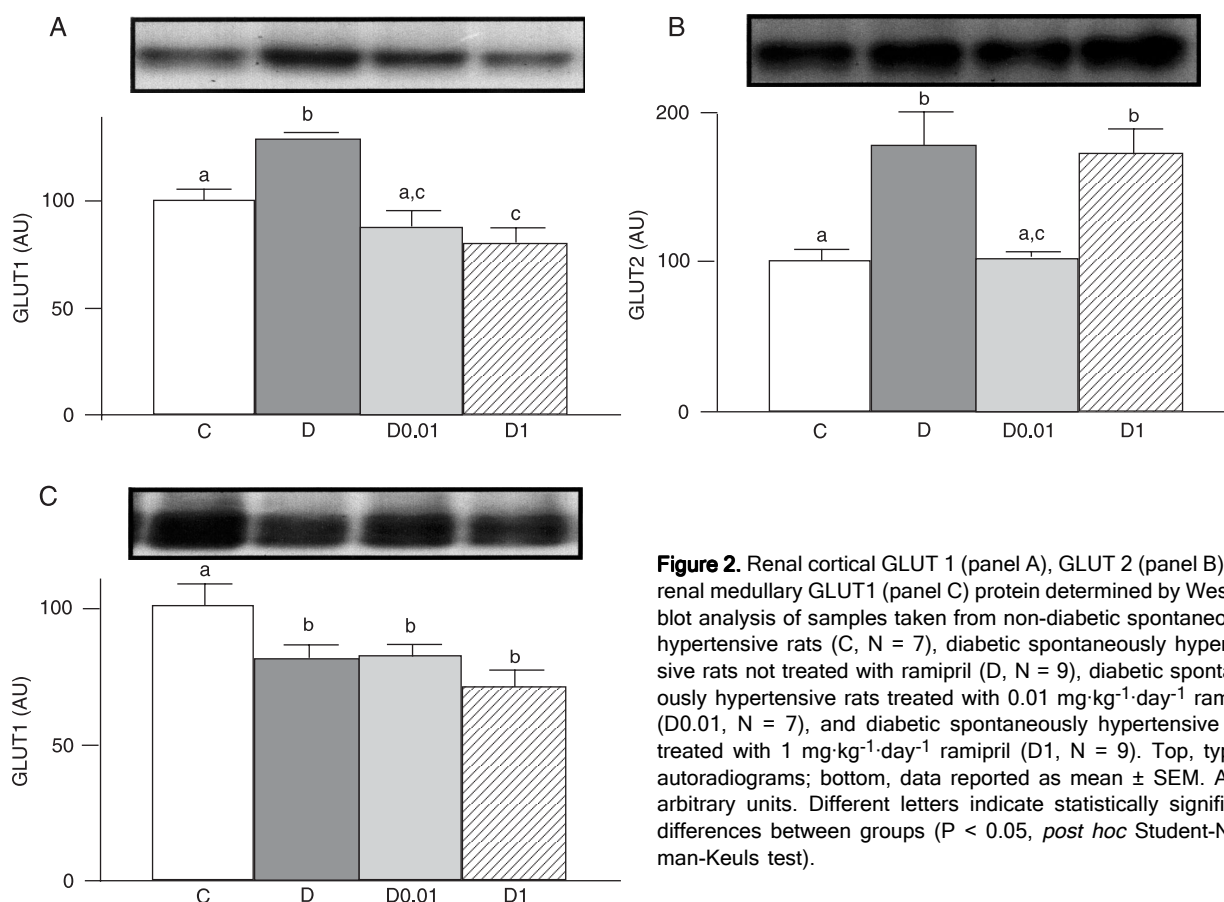 A
GLUT1 (AU)
100
50
0
a
b
a,c
c
C
D
D0.01
D1
B
GLUT2 (AU)
200
100
0
a
b
a,c
b
C
D
D0.01
D1
C
GLUT1 (AU)
100
50
0
a
b
b
b
C
D
D0.01
D1
Figure 2. Renal cortical GLUT 1 (panel A), GLUT 2 (panel B)
renal medullary GLUT1 (panel C) protein determined by Wes
blot analysis of samples taken from non-diabetic spontaneo
hypertensive rats (C, N = 7), diabetic spontaneously hyper
sive rats not treated with ramipril (D, N = 9), diabetic sponta
ously hypertensive rats treated with 0.01 mg·kg-1·day-1 ram
(D0.01, N = 7), and diabetic spontaneously hypertensive
treated with 1 mg·kg-1·day-1 ramipril (D1, N = 9). Top, typ
autoradiograms; bottom, data reported as mean ± SEM. A
arbitrary units. Different letters indicate statistically signifi
differences between groups (P < 0.05, post hoc Student-N
man-Keuls test).